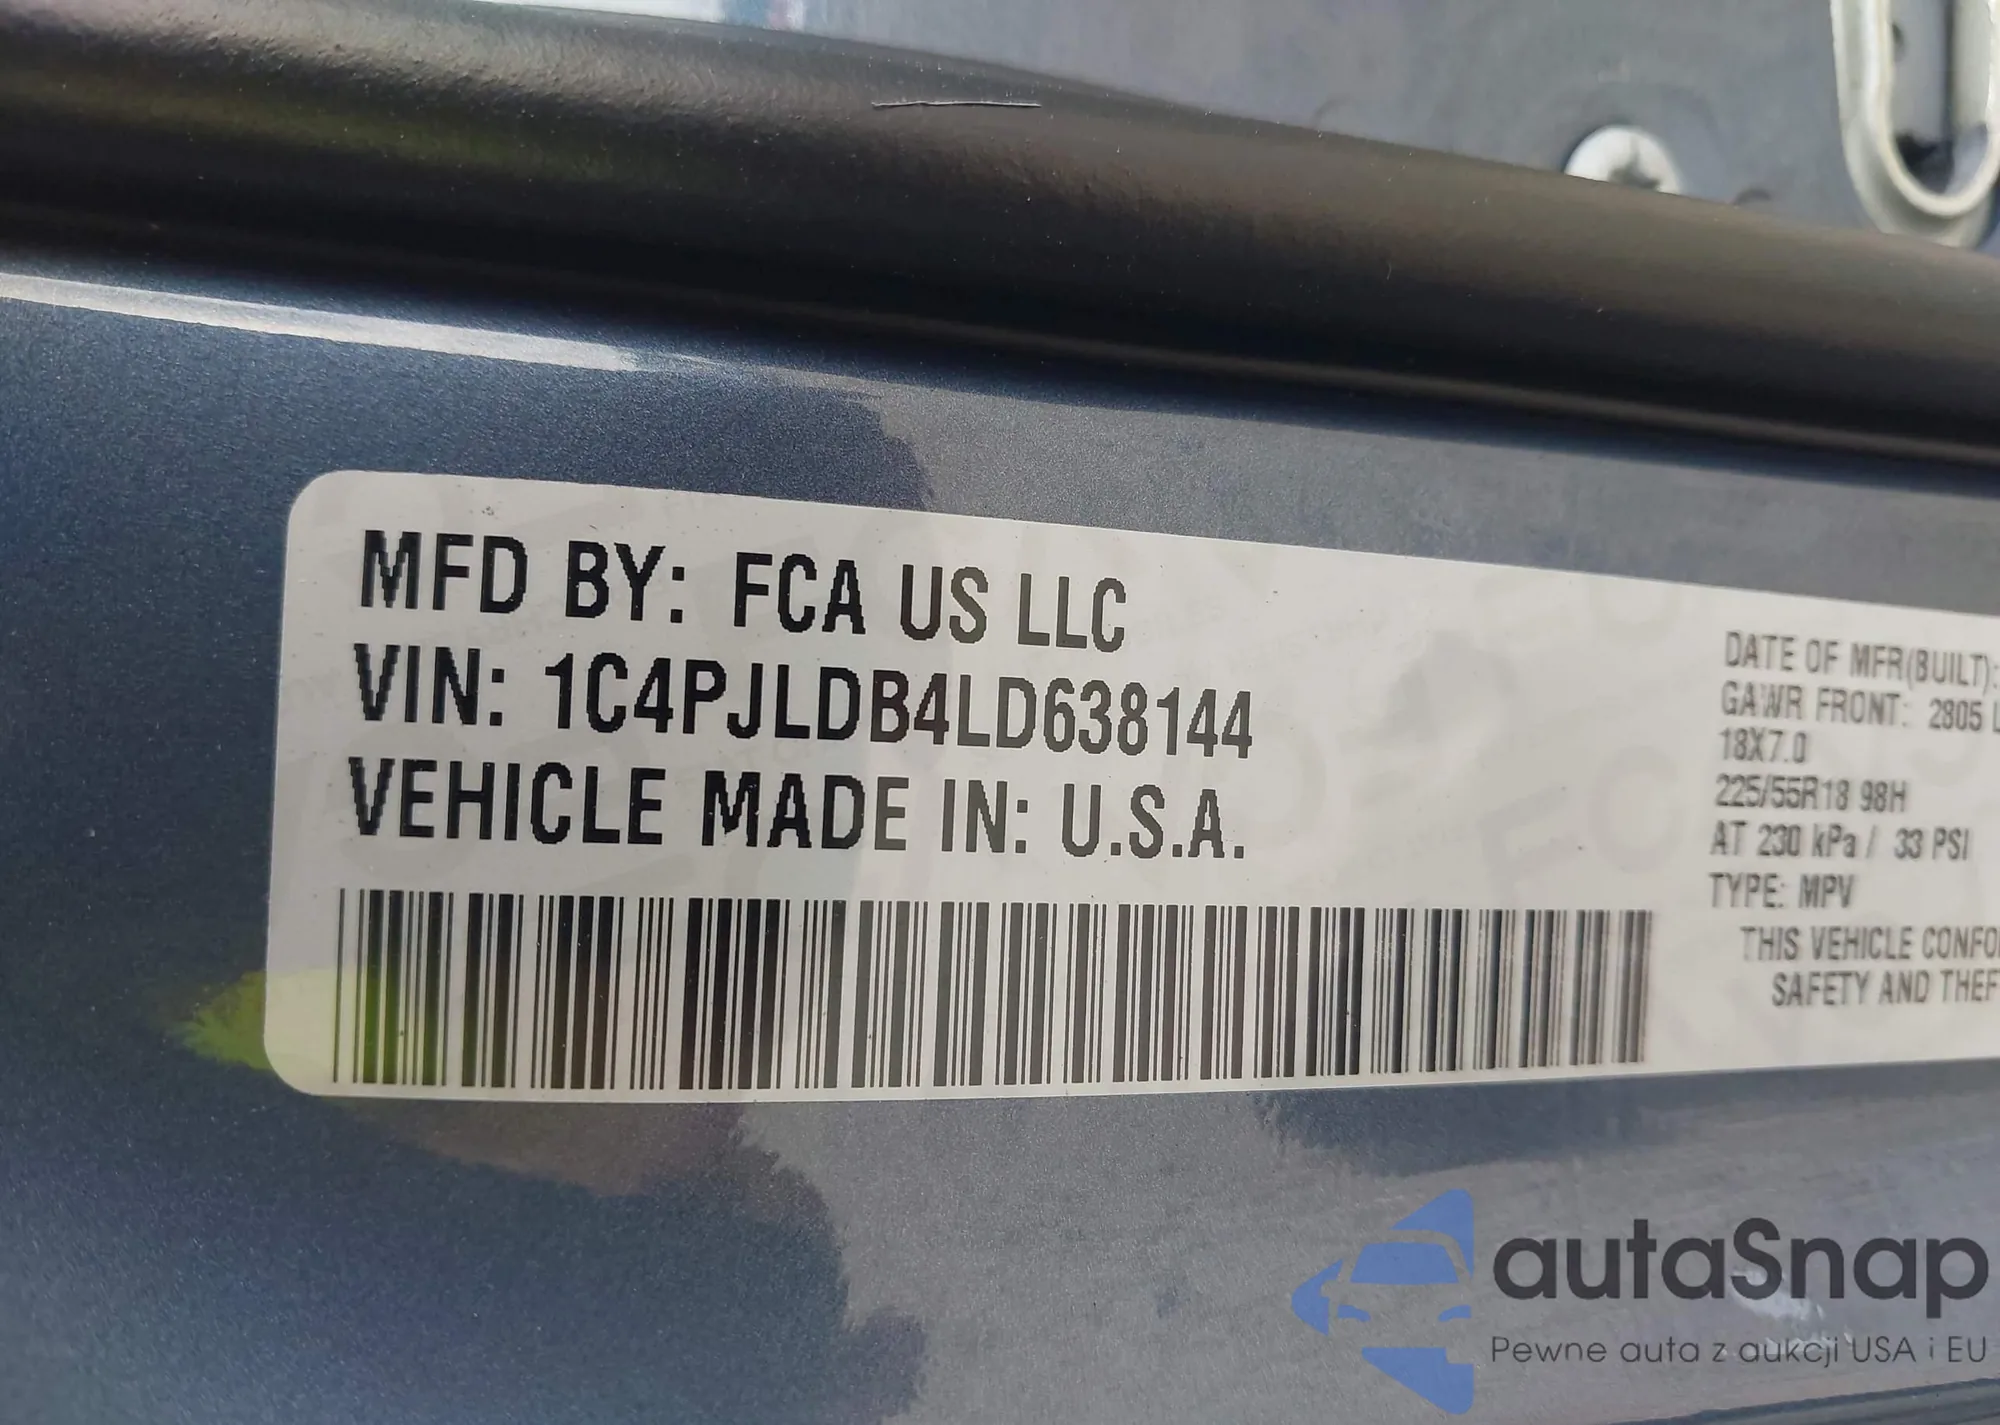 MFD BY: FCA US LLC
VIN: 1C4PJLDB4LD638144
VEHICLE MADE IN: U.S.A.
DATE OF MFR(BUILT):
GAWR FRONT: 2805 L
18X7.0
225/55R18 98H
AT 230 kPa / 33 PSI
TYPE: MPV
THIS VEHICLE CONFO
SAFETY AND THEF
autaSnap
Pewne auta z aukcji USA i EU